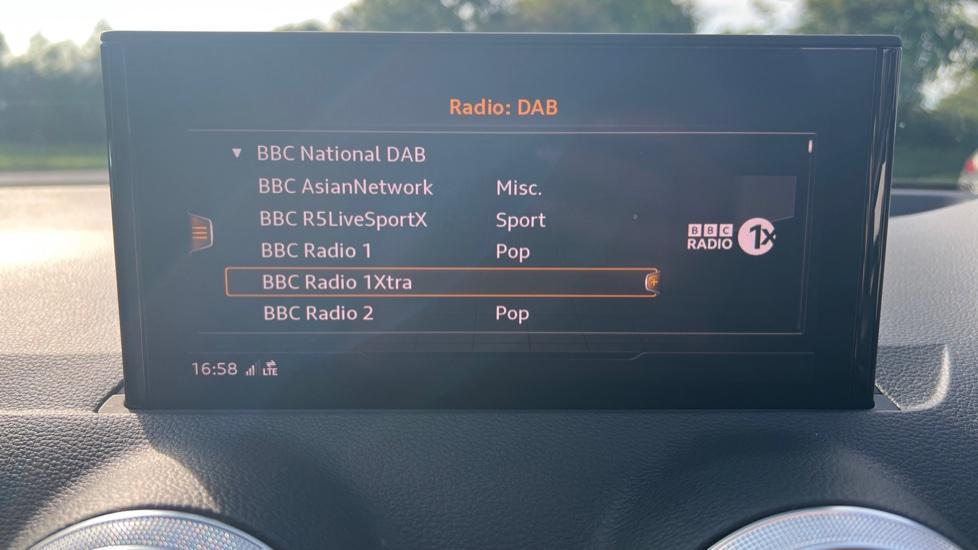 Radio: DAB
BBC National DAB
BBC AsianNetwork Misc.
BBC R5LiveSportX Sport
BBC Radio 1 Pop
BBC Radio 1Xtra
BBC Radio 2 Pop
BBC
RADIO 1X
16:58 LTE